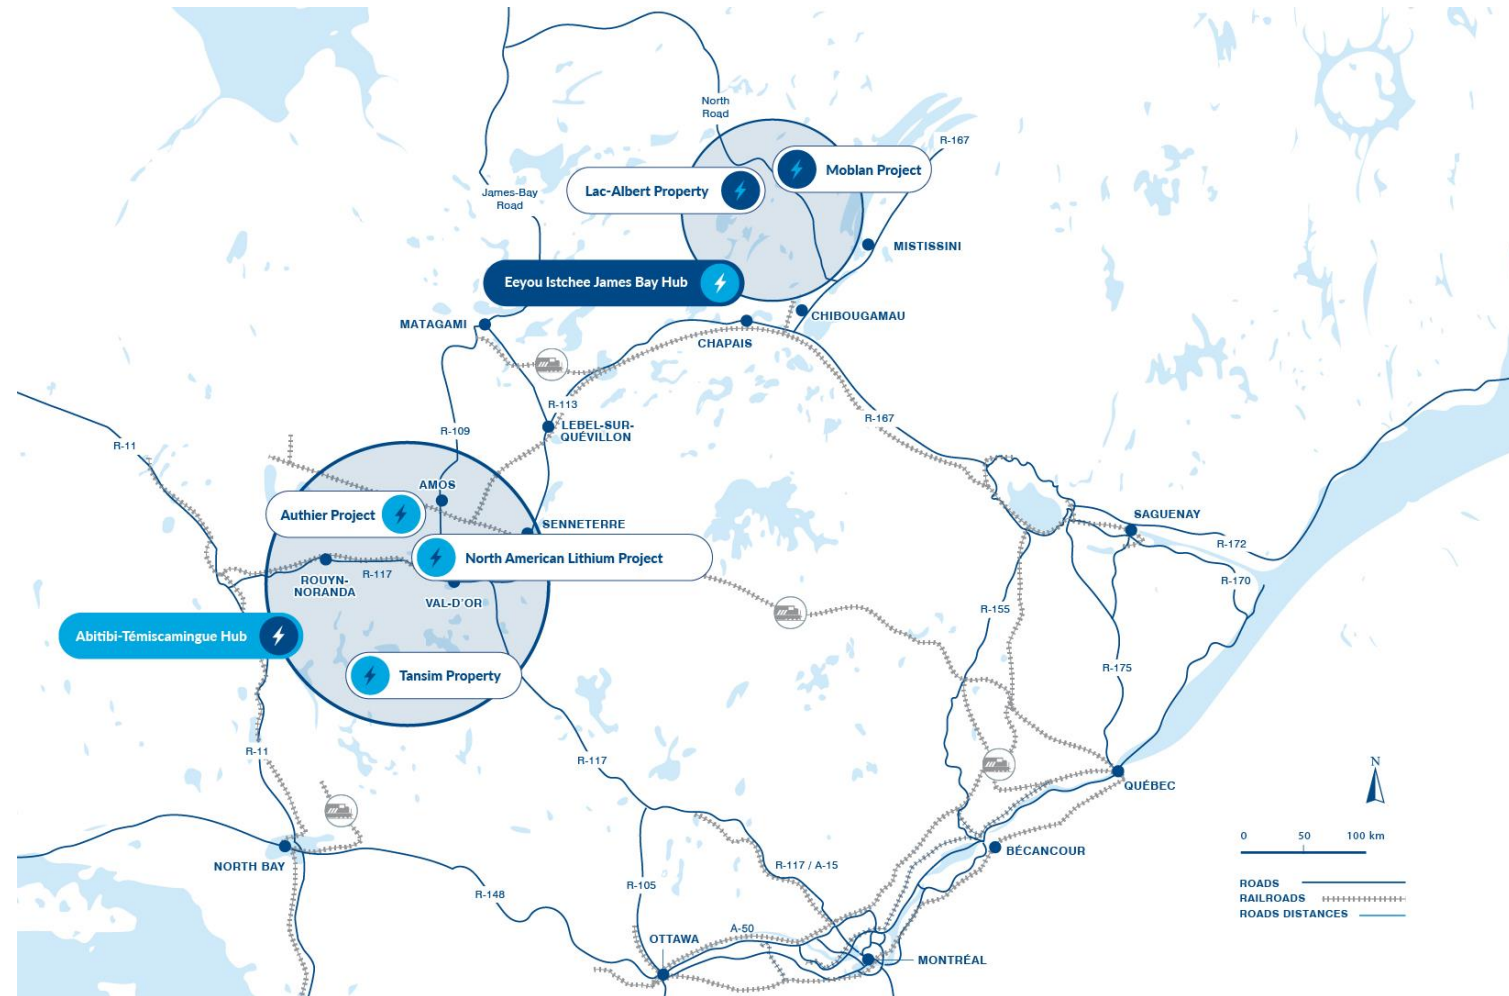 North
Road
R-167
Moblan Project
Lac-Albert Property
James-Bay
Road
MISTISSINI
Eeyou Istchee James Bay Hub
CHIBOUGAMAU
MATAGAMI
CHAPAIS
R-113
R-167
LEBEL-SUR-
QUÉVILLON
R-109
R-11
AMOS
Authier Project
SENNETERRE
SAGUENAY
R-172
North American Lithium Project
R-117
ROUYN-
NORANDA
VAL-D'OR
R-170
R-155
Abitibi-Témiscamingue Hub
R-175
Tansim Property
R-11
R-117
N
QUÉBEC
0 50 100 km
BÉCANCOUR
NORTH BAY
R-117 / A-15
R-148
R-105
ROADS
RAILROADS
ROADS DISTANCES
A-50
OTTAWA
MONTRÉAL